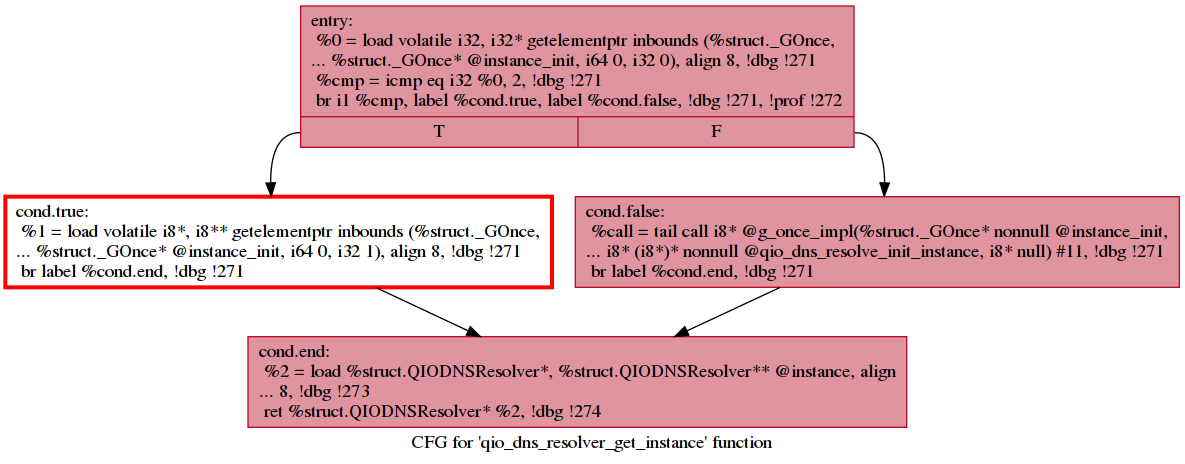 entry:
%0 = load volatile i32, i32* getelementptr inbounds (%struct._GOnce,
... %struct._GOnce* @instance_init, i64 0, i32 0), align 8, !dbg !271
%cmp = icmp eq i32 %0, 2, !dbg !271
br i1 %cmp, label %cond.true, label %cond.false, !dbg !271, !prof !272
T F
cond.true:
%1 = load volatile i8*, i8** getelementptr inbounds (%struct._GOnce,
... %struct._GOnce* @instance_init, i64 0, i32 1), align 8, !dbg !271
br label %cond.end, !dbg !271
cond.false:
%call = tail call i8* @g_once_impl(%struct._GOnce* nonnull @instance_init,
... i8* (i8*)* nonnull @qio_dns_resolve_init_instance, i8* null) #11, !dbg !271
br label %cond.end, !dbg !271
cond.end:
%2 = load %struct.QIODNSResolver*, %struct.QIODNSResolver** @instance, align
... 8, !dbg !273
ret %struct.QIODNSResolver* %2, !dbg !274
CFG for 'qio_dns_resolver_get_instance' function